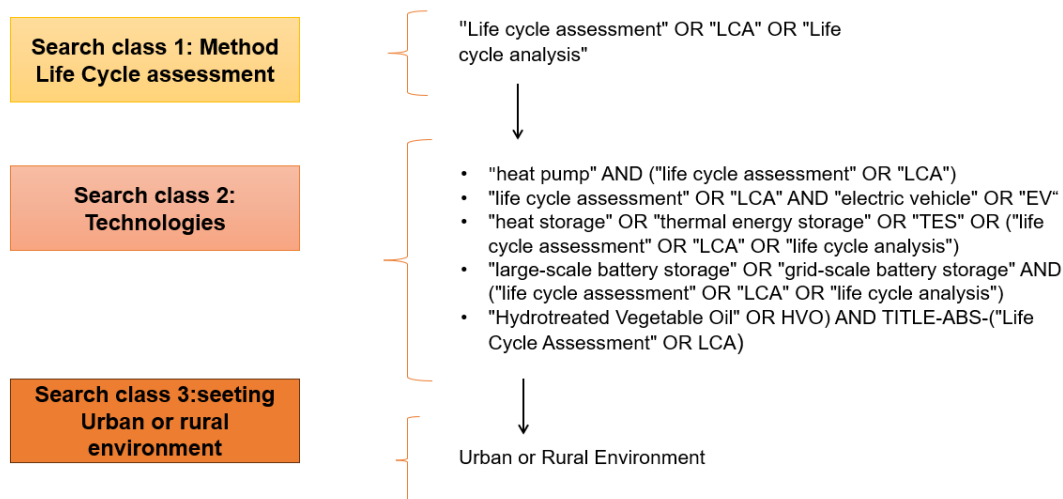 Search class 1: Method
Life Cycle assessment
"Life cycle assessment" OR "LCA" OR "Life
cycle analysis"
Search class 2:
Technologies
• "heat pump" AND ("life cycle assessment" OR "LCA")
• "life cycle assessment" OR "LCA" AND "electric vehicle" OR "EV“
• "heat storage" OR "thermal energy storage" OR "TES" OR ("life
cycle assessment" OR "LCA" OR "life cycle analysis")
• "large-scale battery storage" OR "grid-scale battery storage" AND
("life cycle assessment" OR "LCA" OR "life cycle analysis")
• "Hydrotreated Vegetable Oil" OR HVO) AND TITLE-ABS-("Life
Cycle Assessment" OR LCA)
Search class 3:seeting
Urban or rural
environment
Urban or Rural Environment